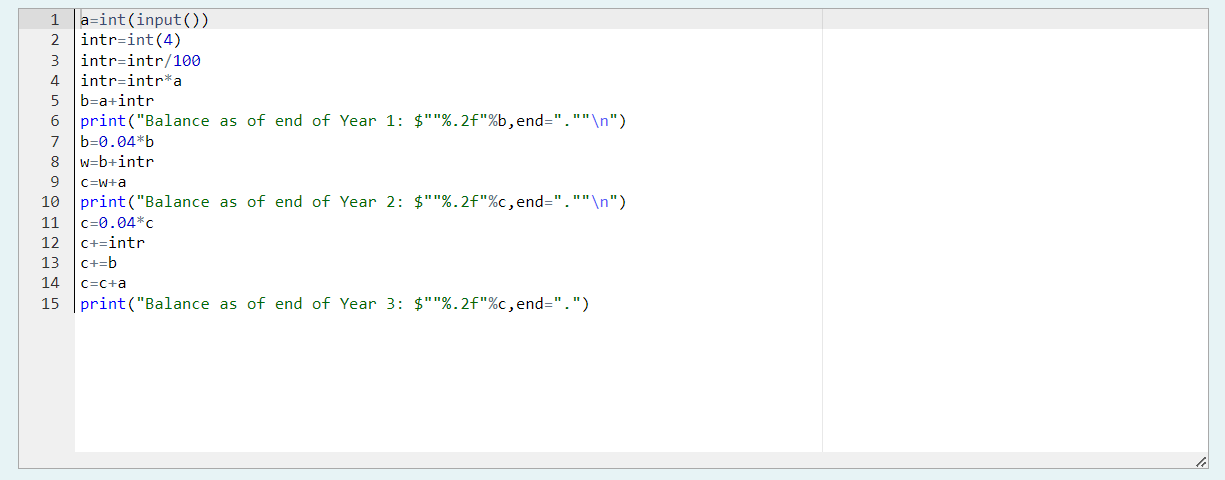 1 a=int(input())
2 intr=int(4)
3 intr=intr/100
4 intr=intr*a
5 b=a+intr
6 print("Balance as of end of Year 1: $""%.2f"%b,end=".""\n")
7 b=0.04*b
8 w=b+intr
9 c=w+a
10 print("Balance as of end of Year 2: $""%.2f"%c,end=".""\n")
11 c=0.04*c
12 c+=intr
13 c+=b
14 c=c+a
15 print("Balance as of end of Year 3: $""%.2f"%c,end=".")